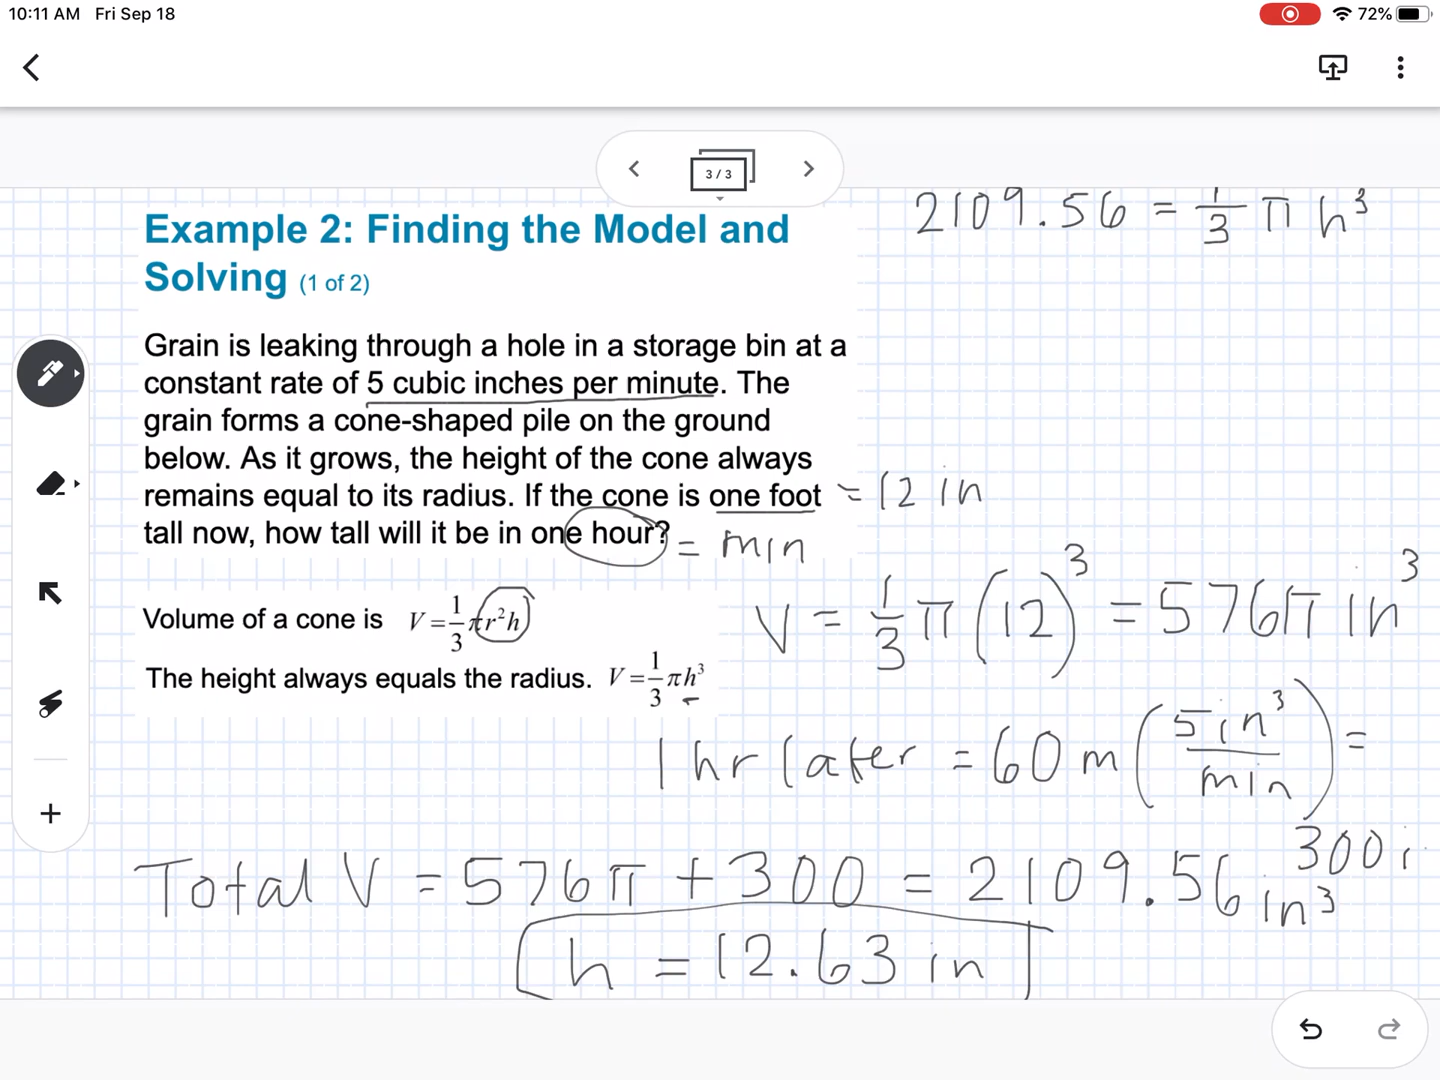 10:11 AM Fri Sep 18
72%
3 / 3
Example 2: Finding the Model and
Solving (1 of 2)
2109.56 = 1/3 π h³
Grain is leaking through a hole in a storage bin at a
constant rate of 5 cubic inches per minute. The
grain forms a cone-shaped pile on the ground
below. As it grows, the height of the cone always
remains equal to its radius. If the cone is one foot = 12 in
tall now, how tall will it be in one hour? = min
Volume of a cone is V = 1/3 πr²h
The height always equals the radius. V = 1/3 πh³
V = 1/3 π (12)³ = 576π in³
1 hr later = 60 m (5 in³/min) =
300 i
Total V = 576π + 300 = 2109.56 in³
h = 12.63 in